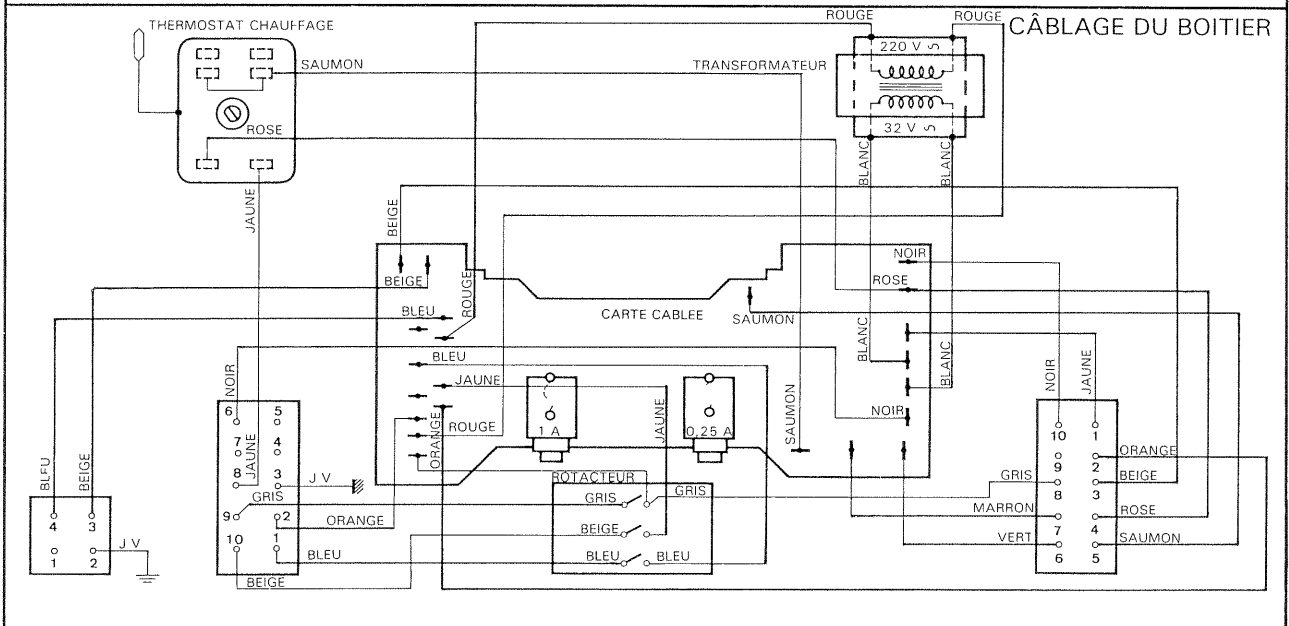 ROUGE
ROUGE
CÂBLAGE DU BOITIER
THERMOSTAT CHAUFFAGE
220 V
SAUMON
TRANSFORMATEUR
32 V
ROSE
BLANC
BLANC
JAUNE
BEIGE
NOIR
BEIGE
ROSE
ROUGE
BLEU
CARTE CABLEE
SAUMON
BLANC
BLANC
BLEU
NOIR
JAUNE
JAUNE
NOIR
JAUNE
6 5
NOIR
SAUMON
1 A
0,25 A
ORANGE
ROUGE
10 1
7 4
JAUNE
ORANGE
9 2
8 3
JV
ROTACTEUR
BLEU
BEIGE
GRIS
GRIS
GRIS
GRIS
BEIGE
8 3
MARRON
ROSE
9 2
ORANGE
7 4
4 3
BEIGE
VERT
SAUMON
10 1
JV
BLEU
BLEU
BLEU
6 5
1 2
BEIGE